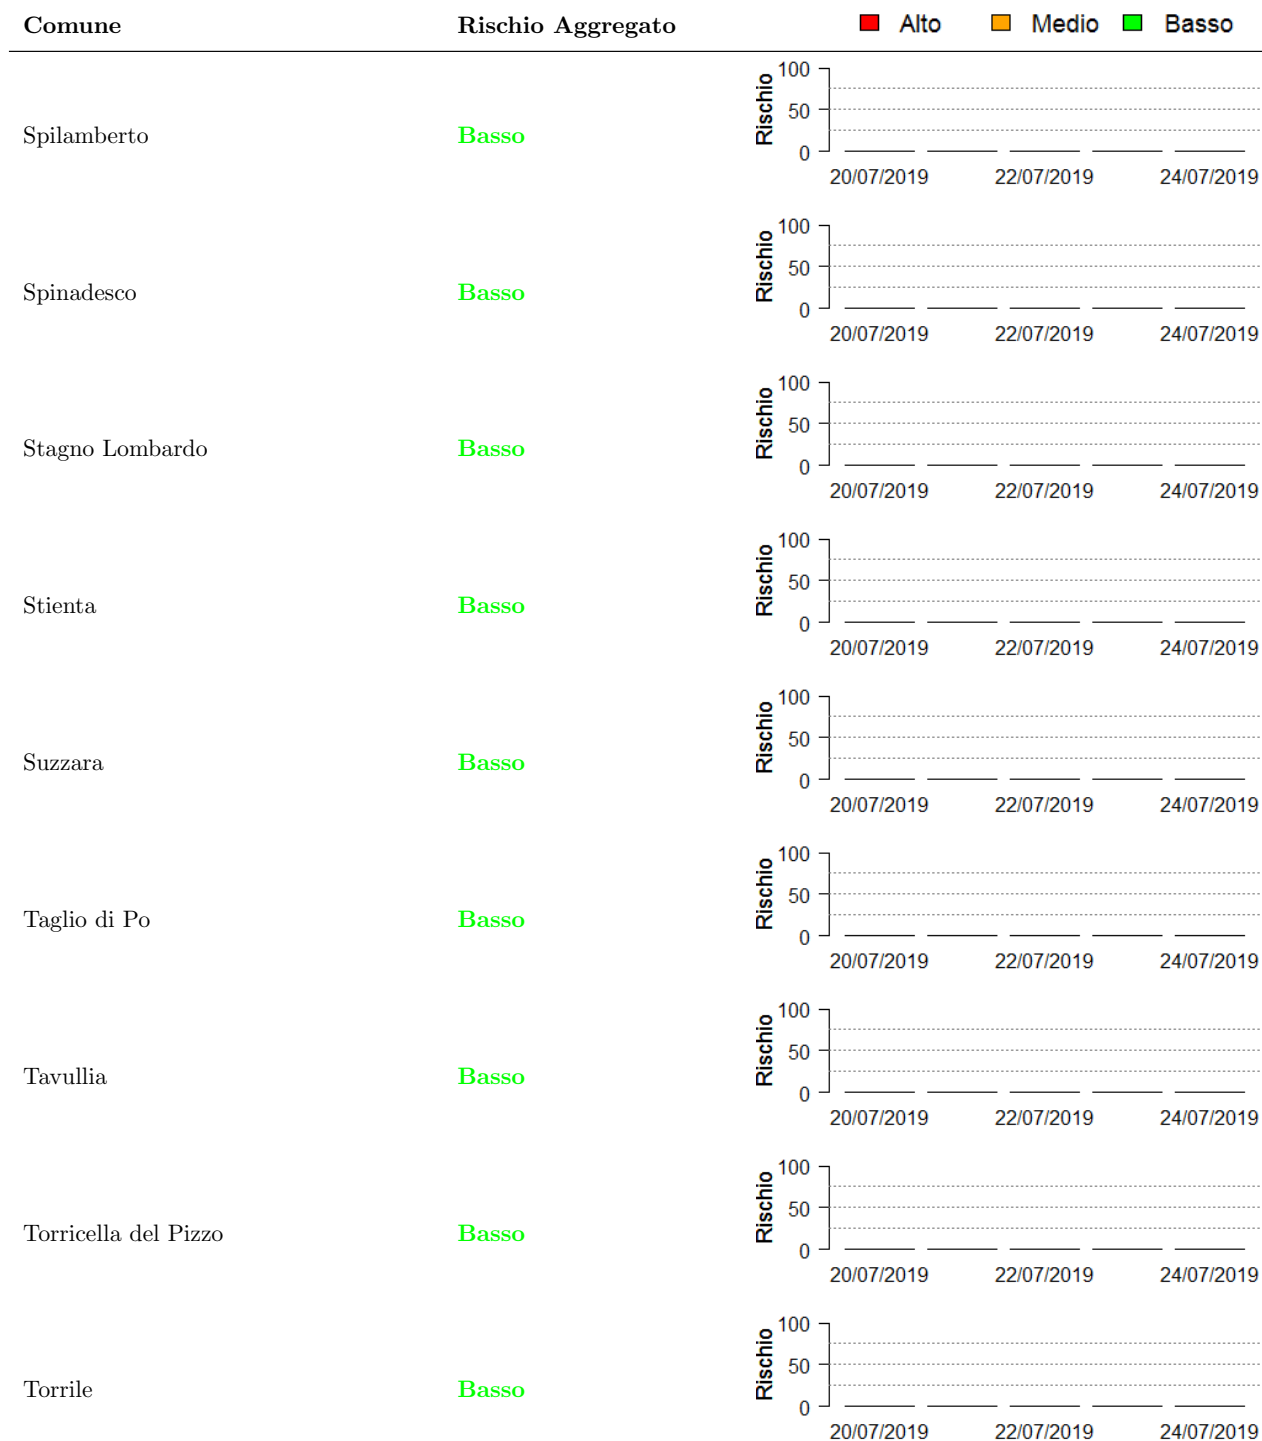 Comune Rischio Aggregato Alto Medio Basso
100
50
0
Rischio
Spilamberto Basso
20/07/2019 22/07/2019 24/07/2019
100
50
0
Rischio
Spinadesco Basso
20/07/2019 22/07/2019 24/07/2019
100
50
0
Rischio
Stagno Lombardo Basso
20/07/2019 22/07/2019 24/07/2019
100
50
0
Rischio
Stienta Basso
20/07/2019 22/07/2019 24/07/2019
100
50
0
Rischio
Suzzara Basso
20/07/2019 22/07/2019 24/07/2019
100
50
0
Rischio
Taglio di Po Basso
20/07/2019 22/07/2019 24/07/2019
100
50
0
Rischio
Tavullia Basso
20/07/2019 22/07/2019 24/07/2019
100
50
0
Rischio
Torricella del Pizzo Basso
20/07/2019 22/07/2019 24/07/2019
100
50
0
Rischio
Torrile Basso
20/07/2019 22/07/2019 24/07/2019